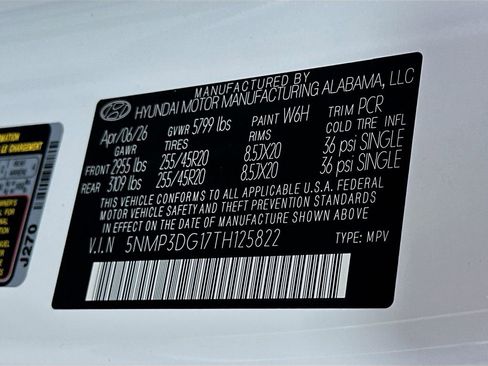 MANUFACTURED BY
HYUNDAI MOTOR MANUFACTURING ALABAMA, LLC
Apr/06/26 GVWR 5799 lbs PAINT W6H TRIM PCR
GAWR TIRES RIMS COLD TIRE INFL
FRONT 2955 lbs 255/45R20 8.5JX20 36 psi SINGLE
REAR 3109 lbs 255/45R20 8.5JX20 36 psi SINGLE
THIS VEHICLE CONFORMS TO ALL APPLICABLE U.S.A. FEDERAL
MOTOR VEHICLE SAFETY AND THEFT PREVENTION STANDARDS
IN EFFECT ON THE DATE OF MANUFACTURE SHOWN ABOVE.
V.I.N 5NMP3DG17TH125822 TYPE: MPV
J270